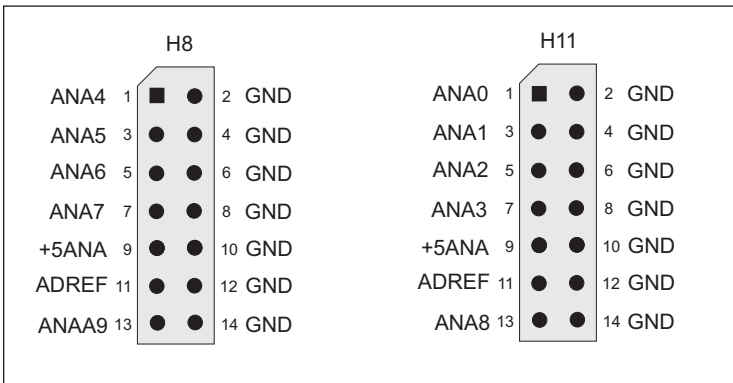 H8
ANA4 1 2 GND
ANA5 3 4 GND
ANA6 5 6 GND
ANA7 7 8 GND
+5ANA 9 10 GND
ADREF 11 12 GND
ANAA9 13 14 GND
H11
ANA0 1 2 GND
ANA1 3 4 GND
ANA2 5 6 GND
ANA3 7 8 GND
+5ANA 9 10 GND
ADREF 11 12 GND
ANA8 13 14 GND